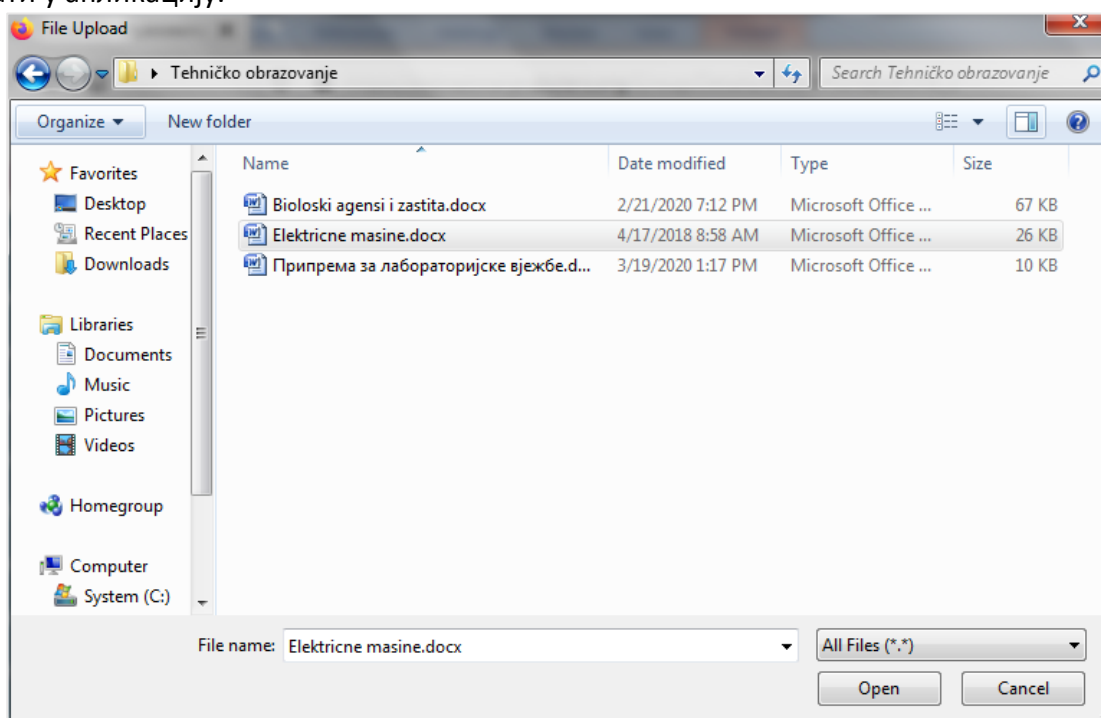 у апликацију.
File Upload
Tehničko obrazovanje
Search Tehničko obrazovanje
Organize
New folder
Name Date modified Type Size
Bioloski agensi i zastita.docx 2/21/2020 7:12 PM Microsoft Office ... 67 KB
Elektricne masine.docx 4/17/2018 8:58 AM Microsoft Office ... 26 KB
Припрема за лабораторијске вјежбе.d... 3/19/2020 1:17 PM Microsoft Office ... 10 KB
Favorites
Desktop
Recent Places
Downloads
Libraries
Documents
Music
Pictures
Videos
Homegroup
Computer
System (C:)
File name: Elektricne masine.docx
All Files (*.*)
Open
Cancel